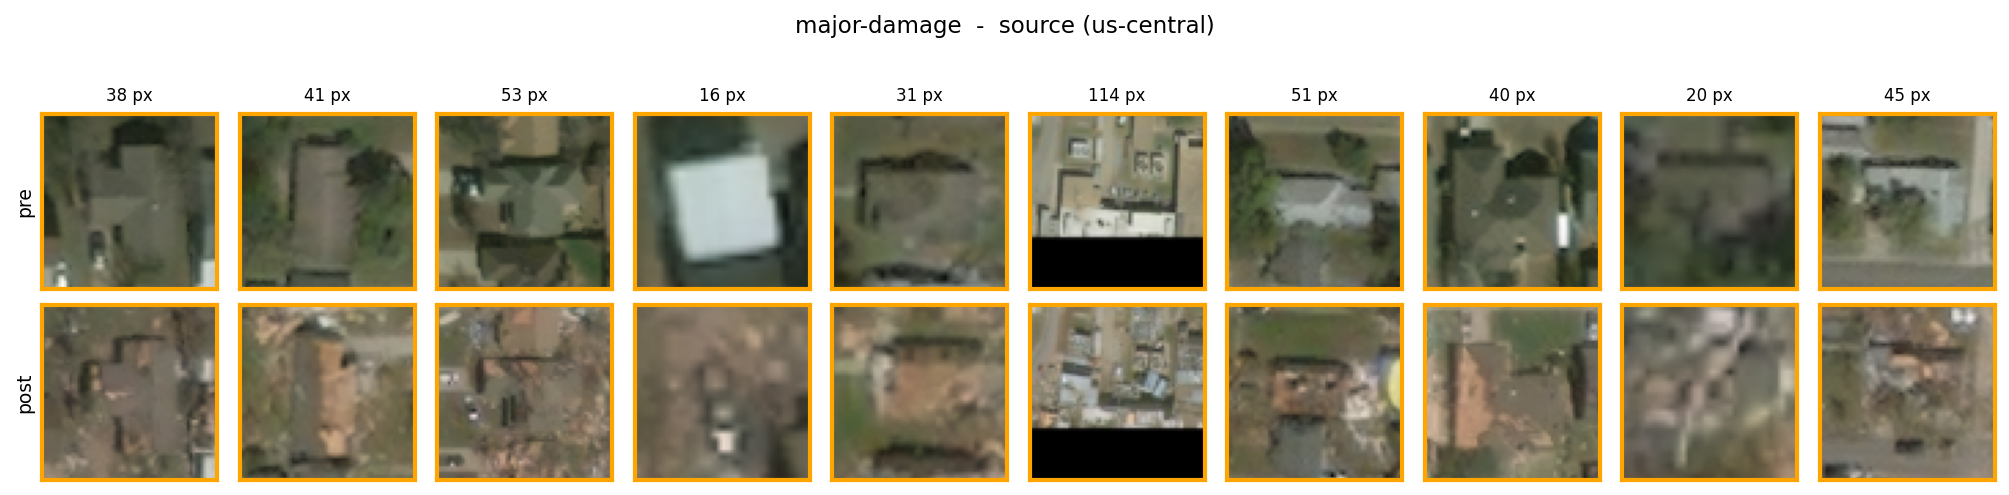 major-damage - source (us-central)
38 px 41 px 53 px 16 px 31 px 114 px 51 px 40 px 20 px 45 px
pre
post